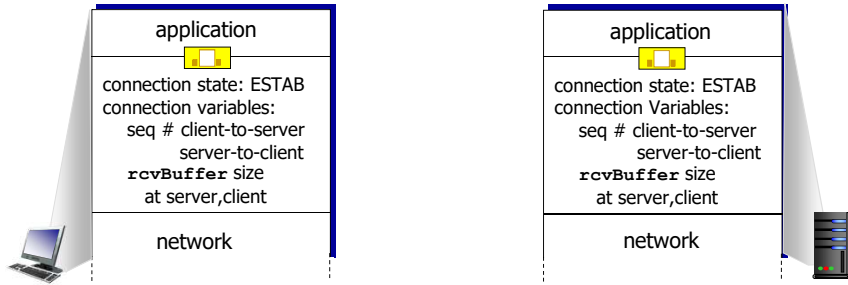 application
connection state: ESTAB
connection variables:
seq # client-to-server
server-to-client
rcvBuffer size
at server,client
network
application
connection state: ESTAB
connection Variables:
seq # client-to-server
server-to-client
rcvBuffer size
at server,client
network